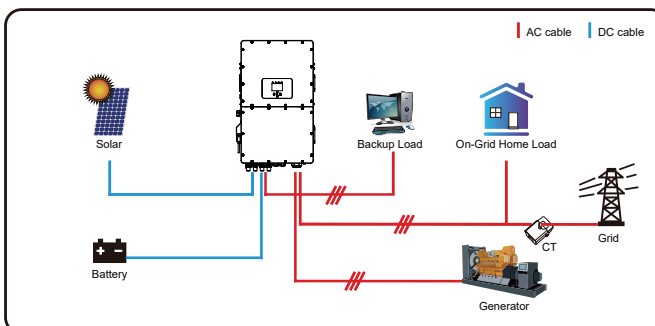 AC cable
DC cable
Solar
Backup Load
On-Grid Home Load
CT
Grid
Battery
Generator